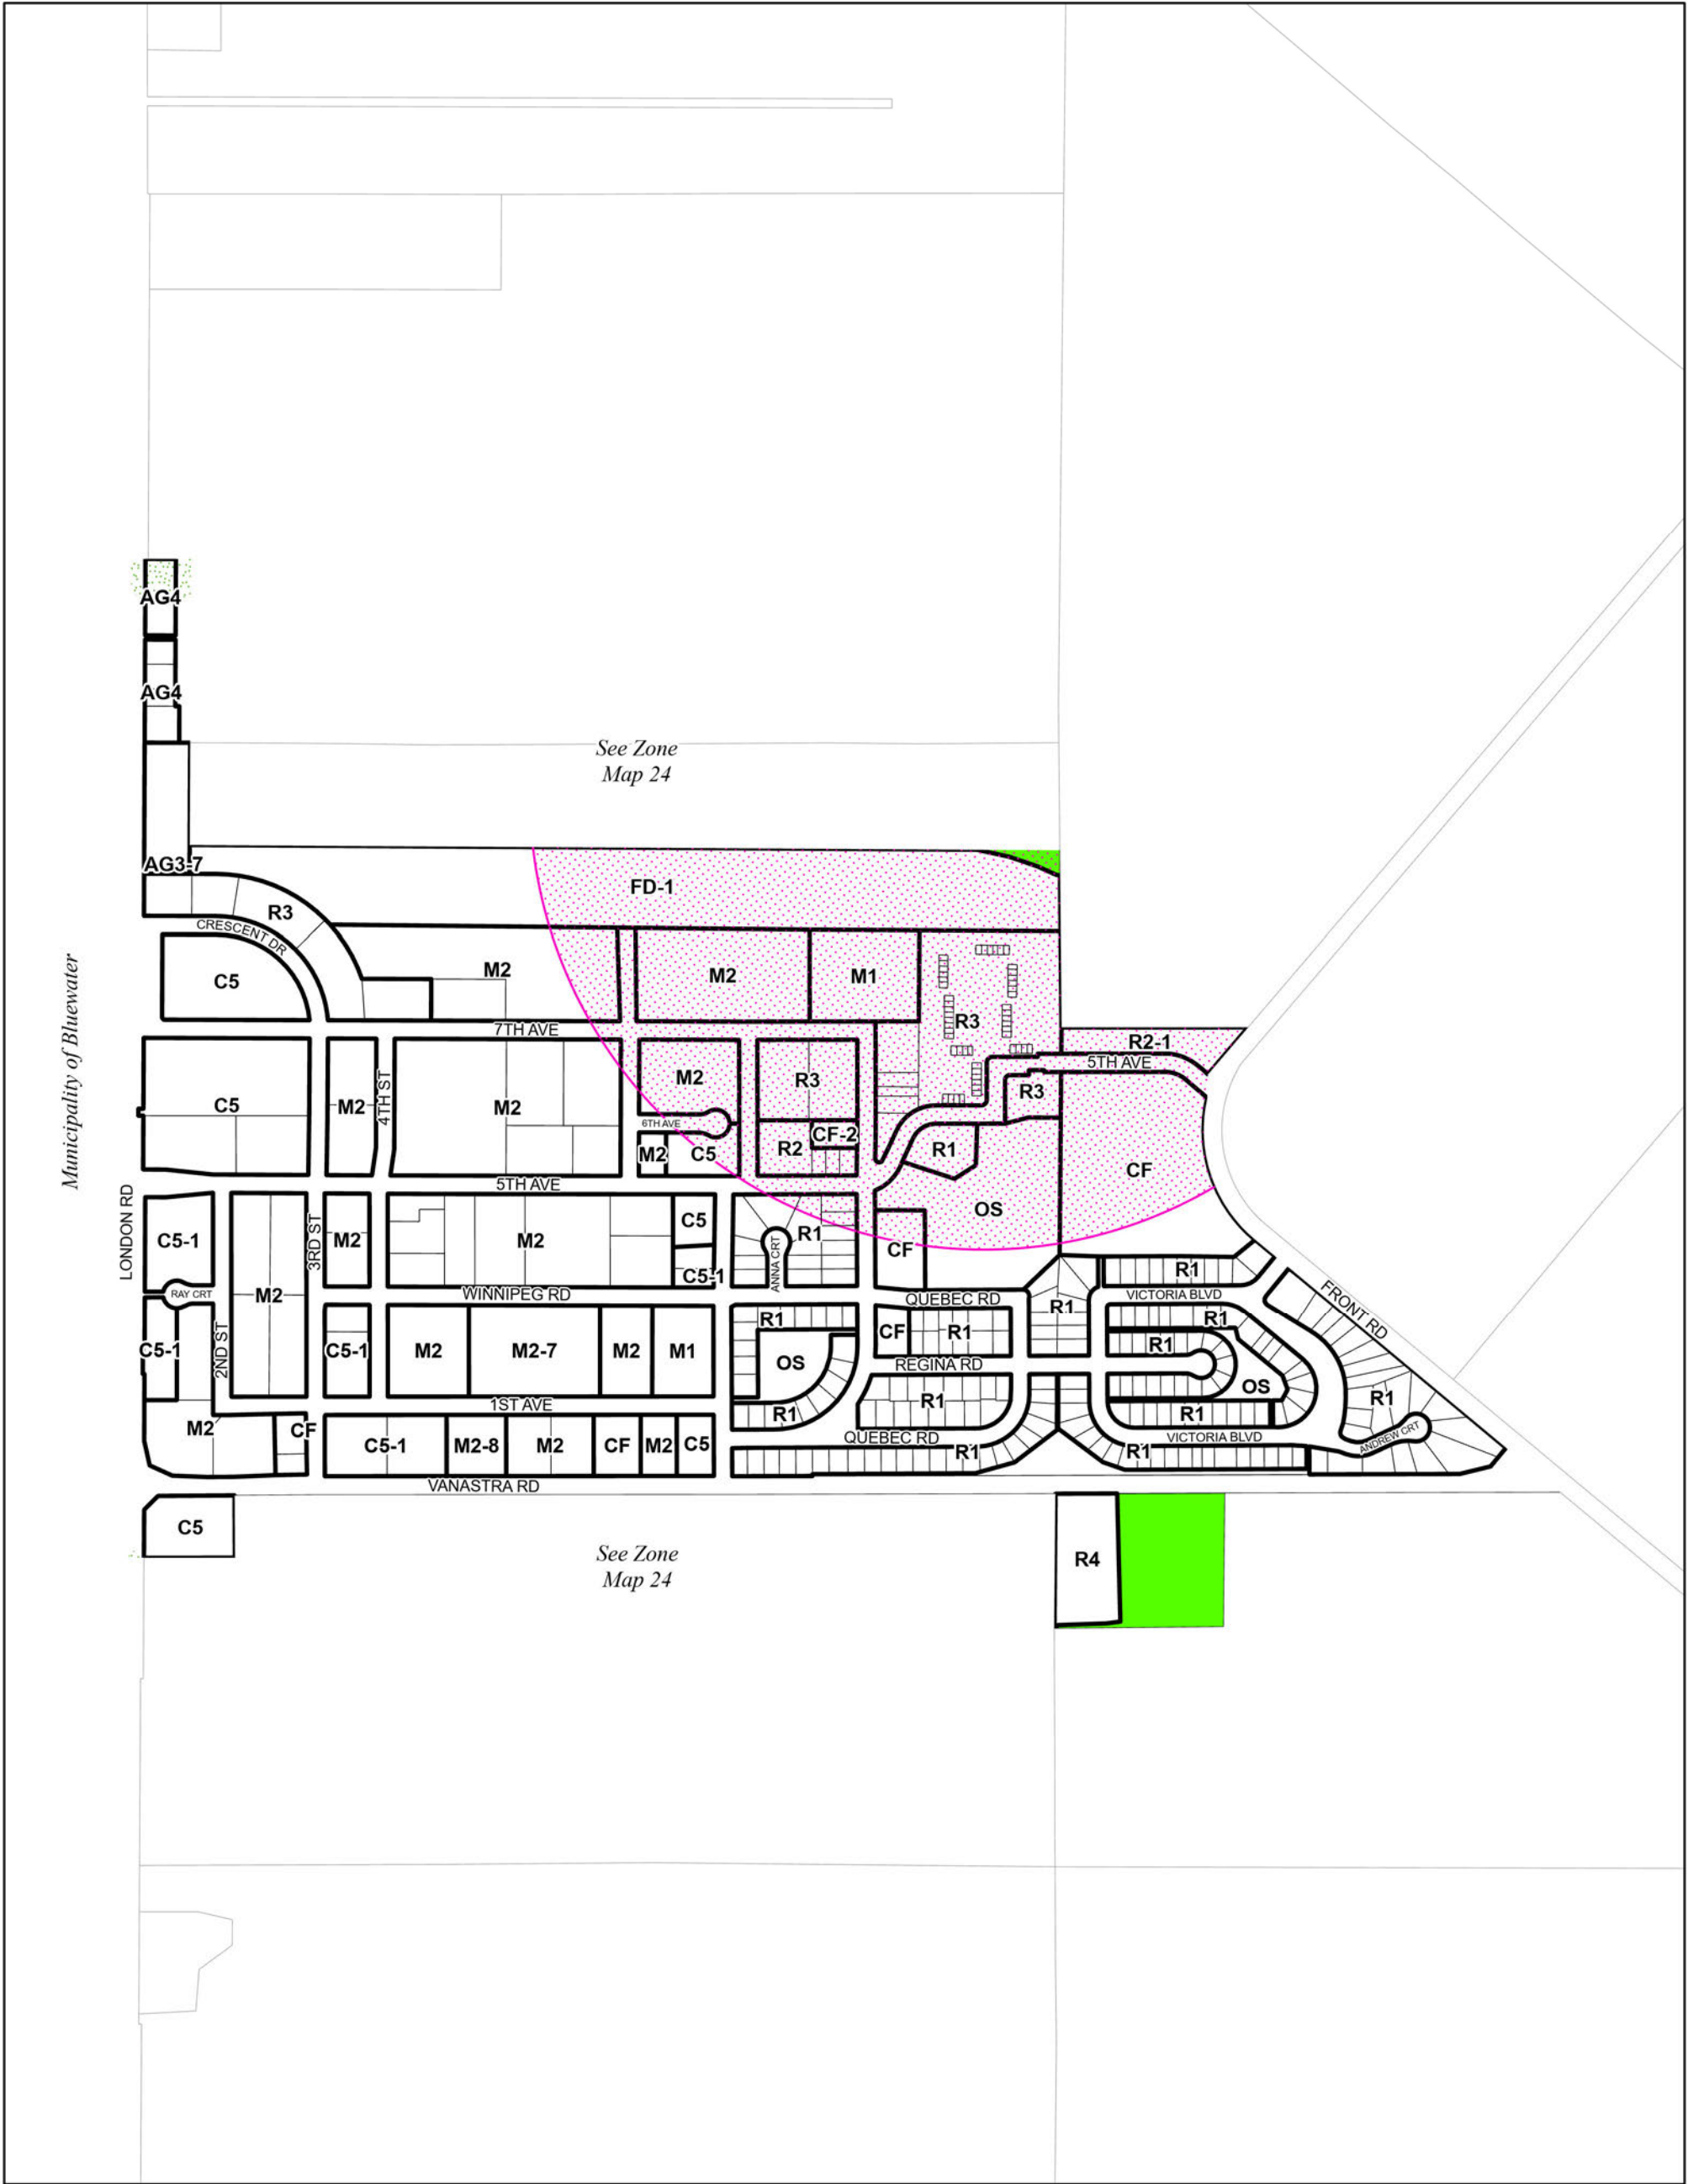 AG4
AG4
See Zone
Map 24
AG3-7
FD-1
R3
CRESCENT DR
C5
M2
M2
M1
R3
7TH AVE
R2-1
5TH AVE
Municipality of Bluewater
C5
M2
4TH ST
M2
M2
R3
R3
6TH AVE
CF-2
M2
C5
R2
R1
CF
5TH AVE
LONDON RD
C5-1
3RD ST
M2
M2
C5
R1
OS
CF
ANNA CRT
C5-1
R1
RAY CRT
M2
WINNIPEG RD
QUEBEC RD
R1
VICTORIA BLVD
FRONT RD
R1
R1
C5-1
2ND ST
C5-1
M2
M2-7
M2
M1
OS
CF
R1
R1
REGINA RD
OS
R1
R1
1ST AVE
R1
R1
M2
CF
C5-1
M2-8
M2
CF
M2
C5
QUEBEC RD
R1
VICTORIA BLVD
R1
ANDREW CRT
VANASTRA RD
C5
See Zone
Map 24
R4